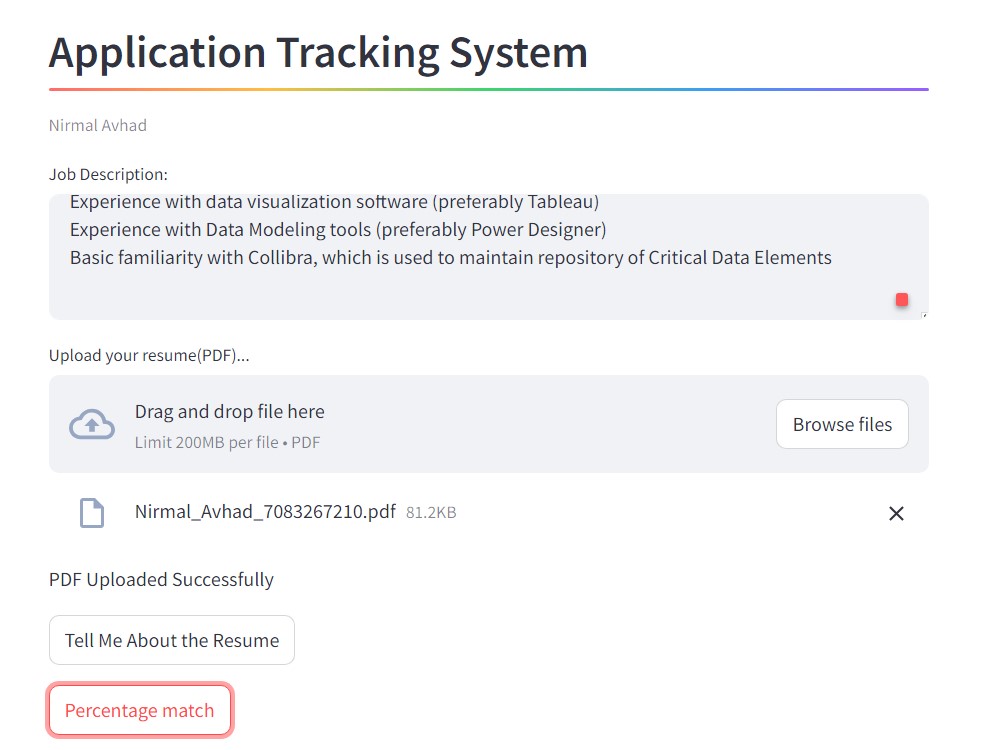 Application Tracking System
Nirmal Avhad
Job Description:
Experience with data visualization software (preferably Tableau)
Experience with Data Modeling tools (preferably Power Designer)
Basic familiarity with Collibra, which is used to maintain repository of Critical Data Elements
Upload your resume(PDF)...
Drag and drop file here
Limit 200MB per file • PDF
Browse files
Nirmal_Avhad_7083267210.pdf 81.2KB
PDF Uploaded Successfully
Tell Me About the Resume
Percentage match